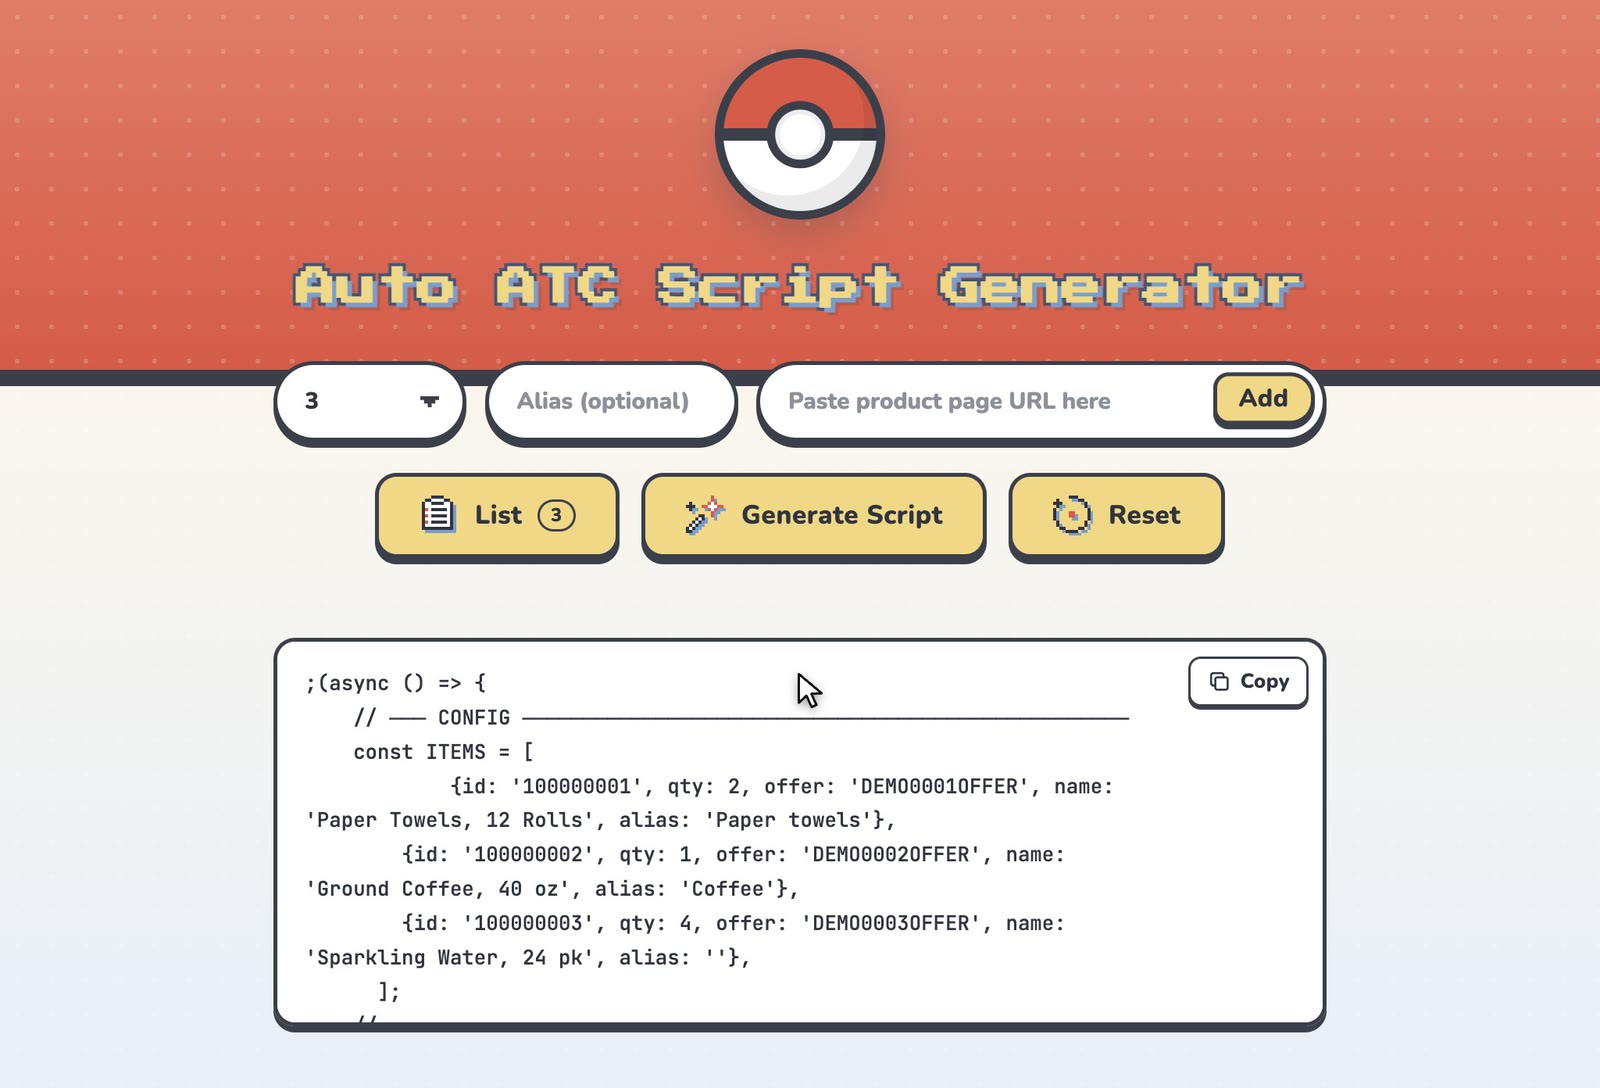 Auto ATC Script Generator
3
Alias (optional)
Paste product page URL here
Add
List 3
Generate Script
Reset
Copy
;(async () => {
// ─── CONFIG ──────────────────────────────────────────────────
const ITEMS = [
{id: '100000001', qty: 2, offer: 'DEMO0001OFFER', name:
'Paper Towels, 12 Rolls', alias: 'Paper towels'},
{id: '100000002', qty: 1, offer: 'DEMO0002OFFER', name:
'Ground Coffee, 40 oz', alias: 'Coffee'},
{id: '100000003', qty: 4, offer: 'DEMO0003OFFER', name:
'Sparkling Water, 24 pk', alias: ''},
];
//